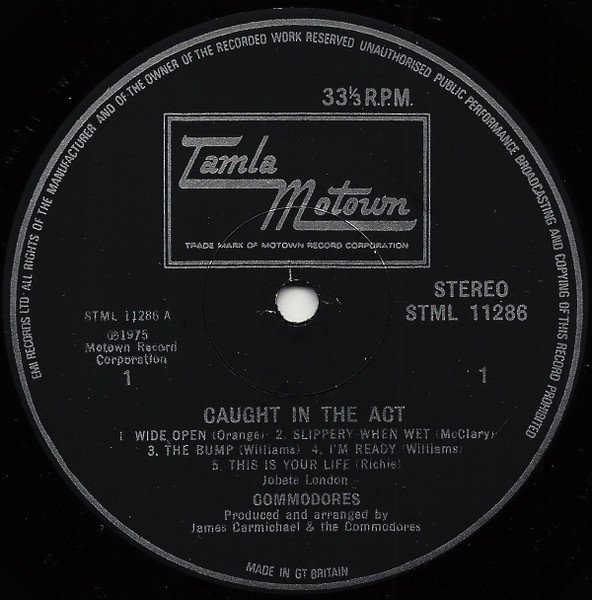 EMI RECORDS LTD ALL RIGHTS OF THE MANUFACTURER AND OF THE OWNER OF THE RECORDED WORK RESERVED UNAUTHORISED PUBLIC PERFORMANCE BROADCASTING AND COPYING OF THIS RECORD PROHIBITED
33⅓ R.P.M.
Tamla
Motown
TRADE MARK OF MOTOWN RECORD CORPORATION
STEREO
STML 11286
STML 11286 A
℗1975
Motown Record
Corporation
1
1
CAUGHT IN THE ACT
1. WIDE OPEN (Orange) 2. SLIPPERY WHEN WET (McClary)
3. THE BUMP (Williams) 4. I'M READY (Williams)
5. THIS IS YOUR LIFE (Richie)
Jobete London
COMMODORES
Produced and arranged by
James Carmichael & the Commodores
MADE IN GT BRITAIN